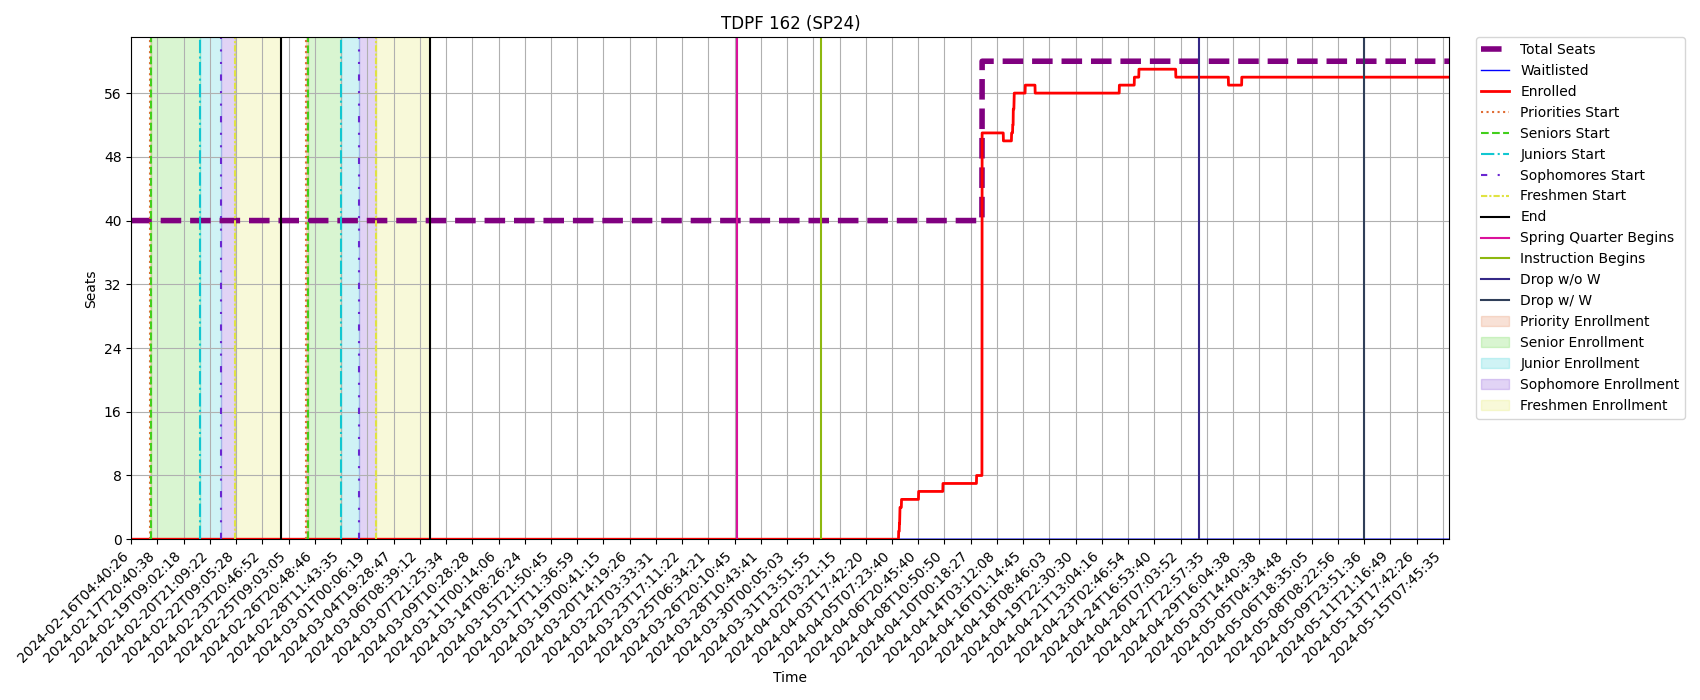 TDPF 162 (SP24)
Seats
56
48
40
32
24
16
8
0
2024-02-16T04:40:26
2024-02-17T20:40:38
2024-02-19T09:02:18
2024-02-20T21:09:22
2024-02-22T09:05:28
2024-02-23T20:46:52
2024-02-25T09:03:05
2024-02-26T20:48:46
2024-02-28T11:43:35
2024-03-01T00:06:19
2024-03-04T19:28:47
2024-03-06T08:39:12
2024-03-07T21:25:34
2024-03-09T10:28:28
2024-03-11T00:14:06
2024-03-14T08:26:24
2024-03-15T21:50:45
2024-03-17T11:36:59
2024-03-19T00:41:15
2024-03-20T14:19:26
2024-03-22T03:33:31
2024-03-23T17:11:22
2024-03-25T06:34:21
2024-03-26T20:10:45
2024-03-28T10:43:41
2024-03-30T00:05:03
2024-03-31T13:51:55
2024-04-02T03:21:15
2024-04-03T17:42:20
2024-04-05T07:23:40
2024-04-06T20:45:40
2024-04-08T10:50:50
2024-04-10T00:18:27
2024-04-14T03:12:08
2024-04-16T01:14:45
2024-04-18T08:46:03
2024-04-19T22:30:30
2024-04-21T13:04:16
2024-04-23T02:46:54
2024-04-24T16:53:40
2024-04-26T07:03:52
2024-04-27T22:57:35
2024-04-29T16:04:38
2024-05-03T14:40:38
2024-05-05T04:34:48
2024-05-06T18:35:05
2024-05-08T08:22:56
2024-05-09T23:51:36
2024-05-11T21:16:49
2024-05-13T17:42:26
2024-05-15T07:45:35
Time
Total Seats
Waitlisted
Enrolled
Priorities Start
Seniors Start
Juniors Start
Sophomores Start
Freshmen Start
End
Spring Quarter Begins
Instruction Begins
Drop w/o W
Drop w/ W
Priority Enrollment
Senior Enrollment
Junior Enrollment
Sophomore Enrollment
Freshmen Enrollment